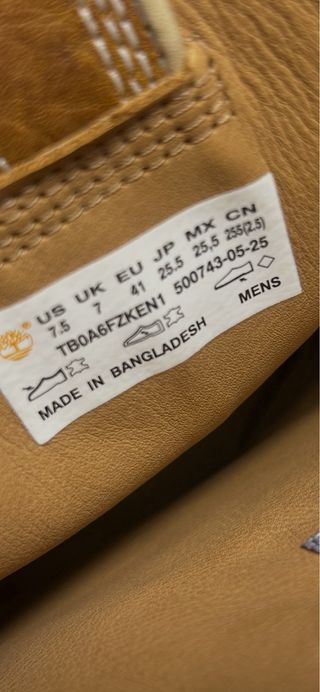 US UK EU JP MX CN
7.5 7 41 25.5 25,5 255(2.5)
TB0A6FZKEN1 500743-05-25
MENS
MADE IN BANGLADESH